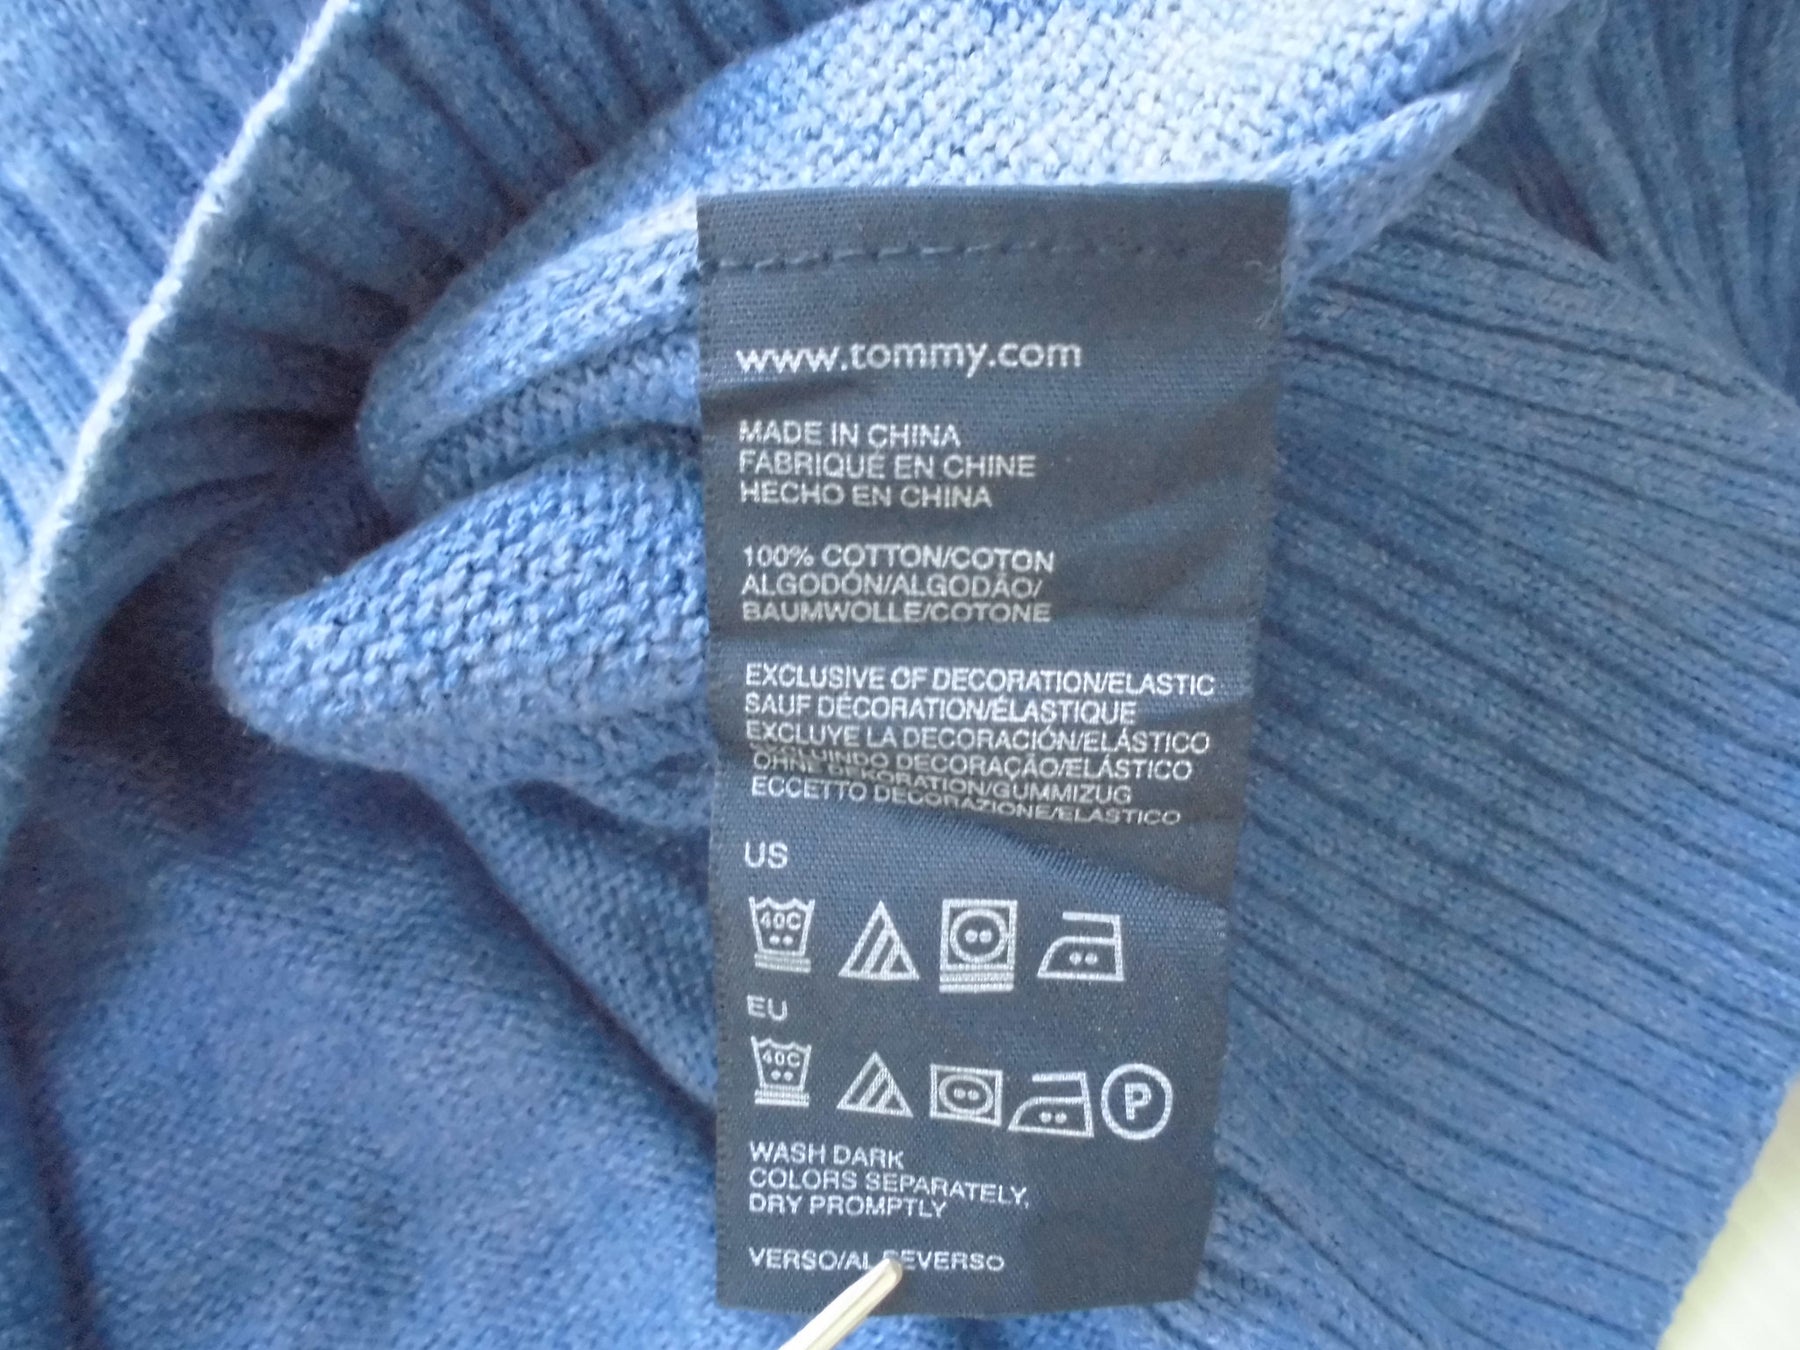 www.tommy.com
MADE IN CHINA
FABRIQUÉ EN CHINE
HECHO EN CHINA
100% COTTON/COTON
ALGODÓN/ALGODÃO/
BAUMWOLLE/COTONE
EXCLUSIVE OF DECORATION/ELASTIC
SAUF DÉCORATION/ÉLASTIQUE
EXCLUYE LA DECORACIÓN/ELÁSTICO
EXCLUINDO DECORAÇÃO/ELÁSTICO
OHNE DEKORATION/GUMMIZUG
ECCETTO DECORAZIONE/ELASTICO
US
40C
EU
40C
P
WASH DARK
COLORS SEPARATELY,
DRY PROMPTLY
VERSO/AL REVERSO